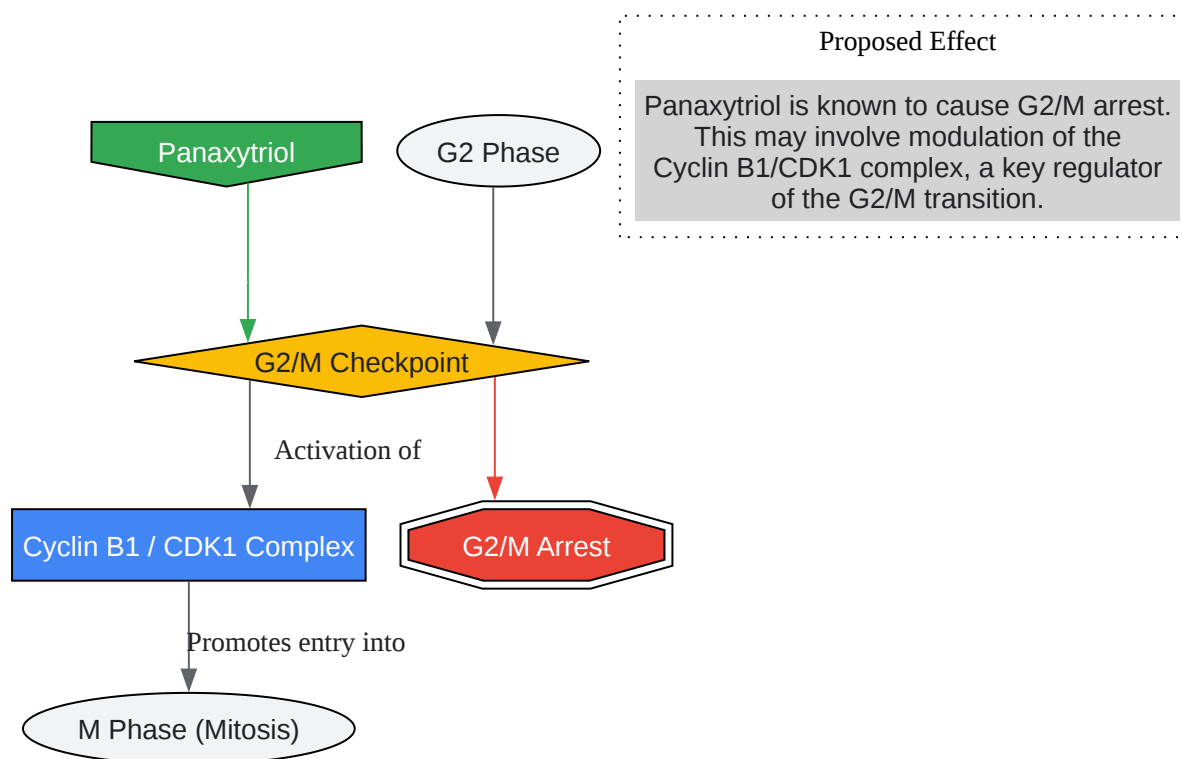 Proposed Effect
Panaxytriol is known to cause G2/M arrest.
This may involve modulation of the
Cyclin B1/CDK1 complex, a key regulator
of the G2/M transition.
Panaxytriol
G2 Phase
G2/M Checkpoint
Activation of
Cyclin B1 / CDK1 Complex
G2/M Arrest
Promotes entry into
M Phase (Mitosis)